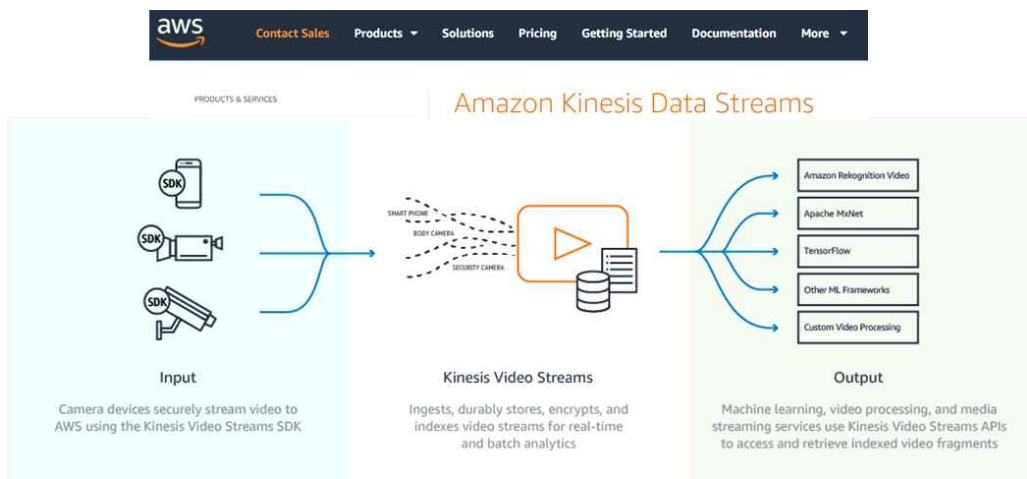 aws
Contact Sales Products Solutions Pricing Getting Started Documentation More
PRODUCTS & SERVICES
Amazon Kinesis Data Streams
SDK
SDK
SDK
SMART PHONE
BODY CAMERA
SECURITY CAMERA
Amazon Rekognition Video
Apache MxNet
TensorFlow
Other ML Frameworks
Custom Video Processing
Input
Camera devices securely stream video to
AWS using the Kinesis Video Streams SDK
Kinesis Video Streams
Ingests, durably stores, encrypts, and
indexes video streams for real-time
and batch analytics
Output
Machine learning, video processing, and media
streaming services use Kinesis Video Streams APIs
to access and retrieve indexed video fragments